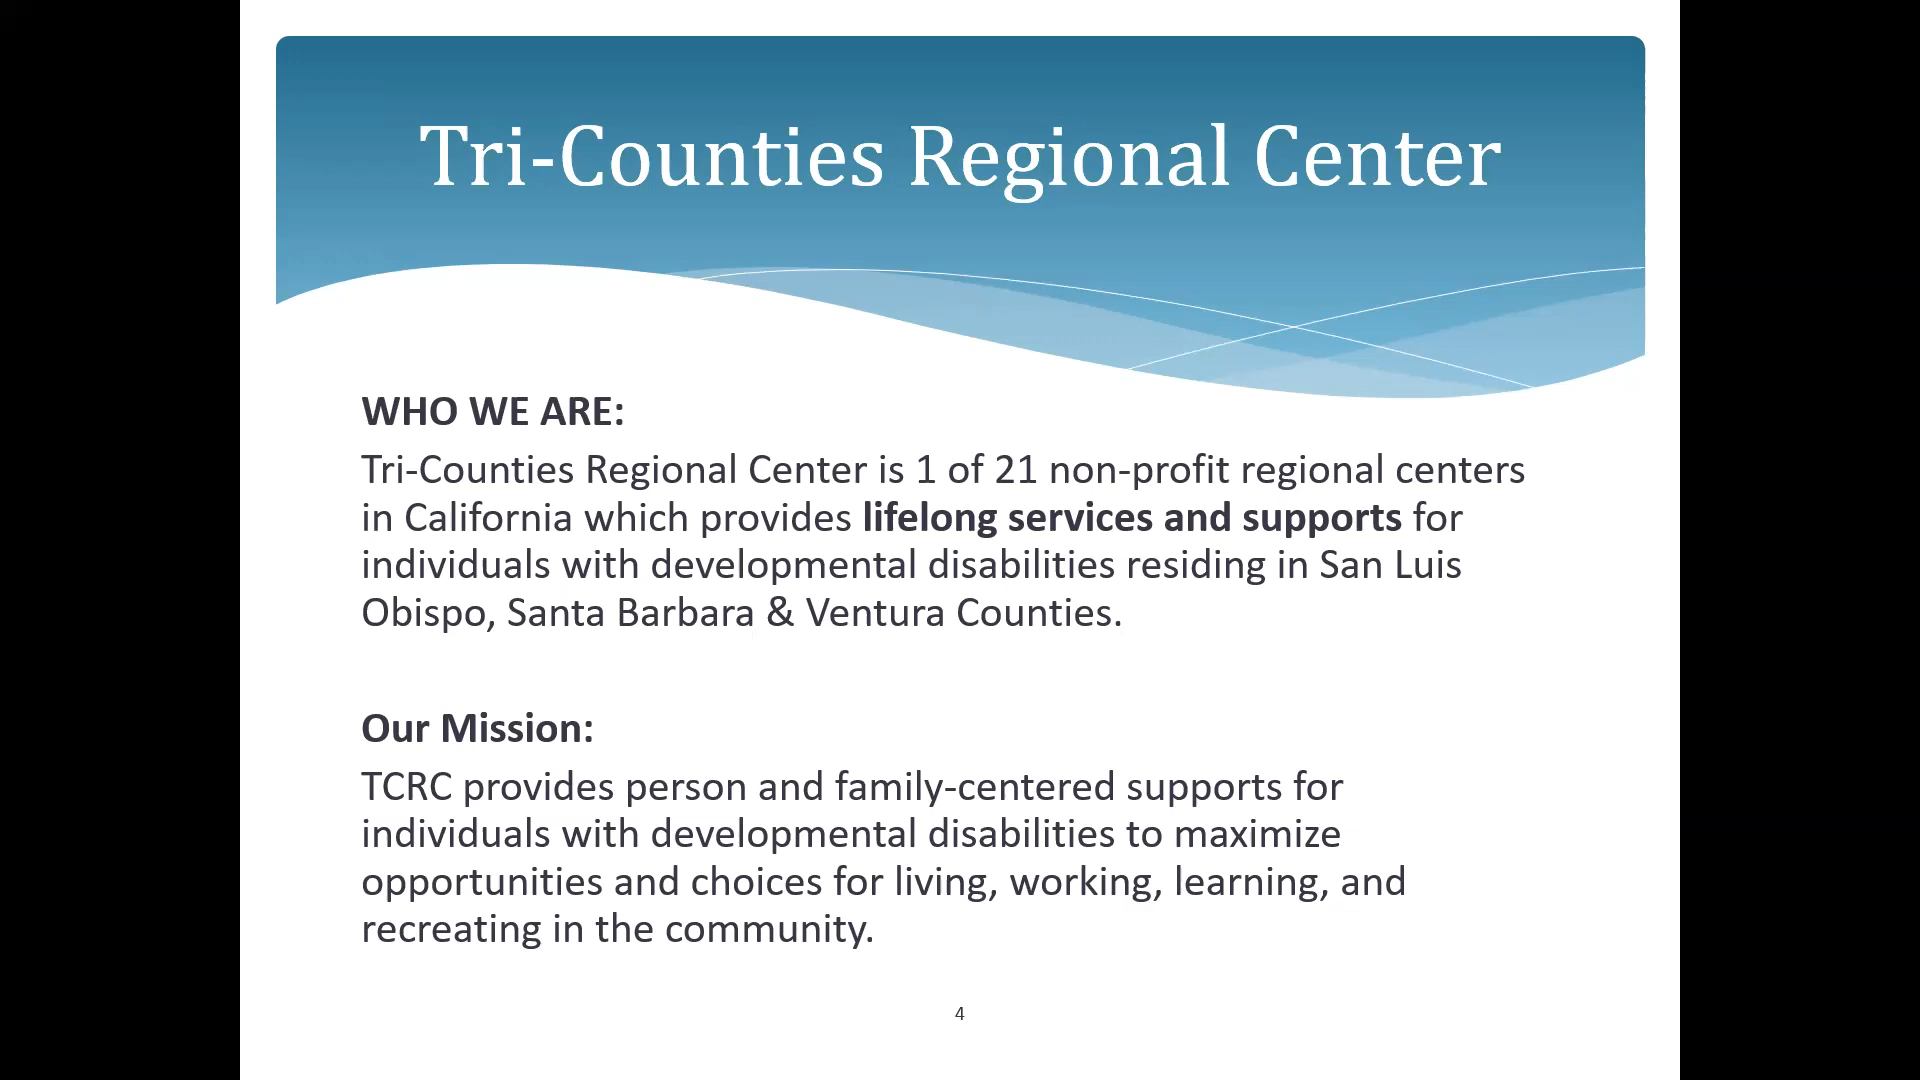 Tri-Counties Regional Center
WHO WE ARE:
Tri-Counties Regional Center is 1 of 21 non-profit regional centers
in California which provides lifelong services and supports for
individuals with developmental disabilities residing in San Luis
Obispo, Santa Barbara & Ventura Counties.
Our Mission:
TCRC provides person and family-centered supports for
individuals with developmental disabilities to maximize
opportunities and choices for living, working, learning, and
recreating in the community.
4